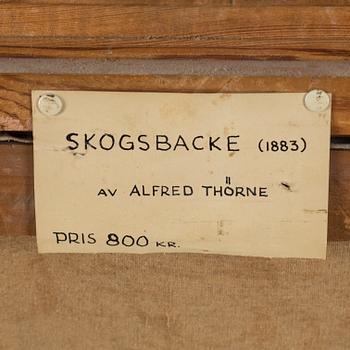 SKOGSBACKE (1883)
AV ALFRED THÖRNE
PRIS 800 KR.